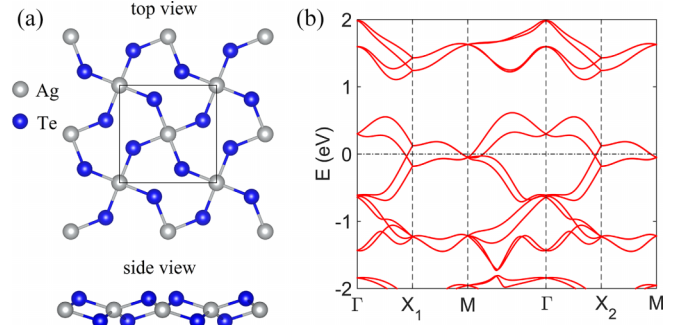 (a)
top view
Ag
Te
side view
(b)
E (eV)
2
1
0
-1
-2
Γ X₁ M Γ X₂ M